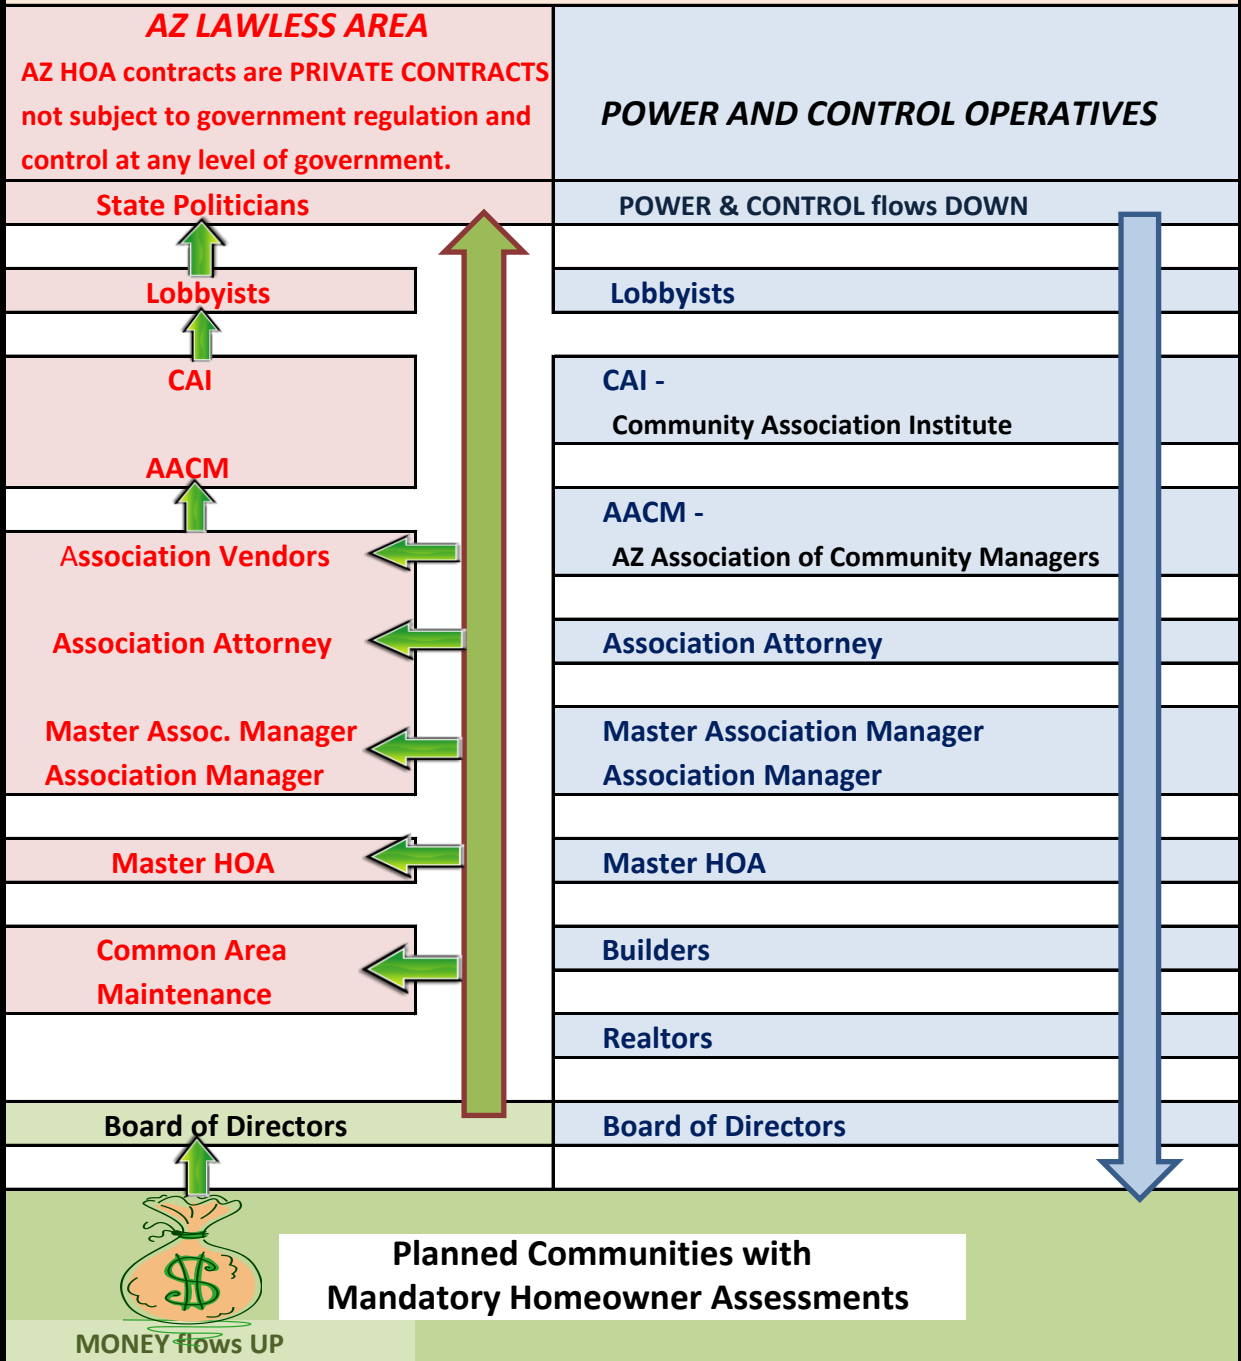 AZ LAWLESS AREA
AZ HOA contracts are PRIVATE CONTRACTS
not subject to government regulation and
control at any level of government.
POWER AND CONTROL OPERATIVES
State Politicians
POWER & CONTROL flows DOWN
Lobbyists
Lobbyists
CAI
CAI -
Community Association Institute
AACM
AACM -
Association Vendors
AZ Association of Community Managers
Association Attorney
Association Attorney
Master Assoc. Manager
Master Association Manager
Association Manager
Association Manager
Master HOA
Master HOA
Common Area
Builders
Maintenance
Realtors
Board of Directors
Board of Directors
$
Planned Communities with
Mandatory Homeowner Assessments
MONEY flows UP